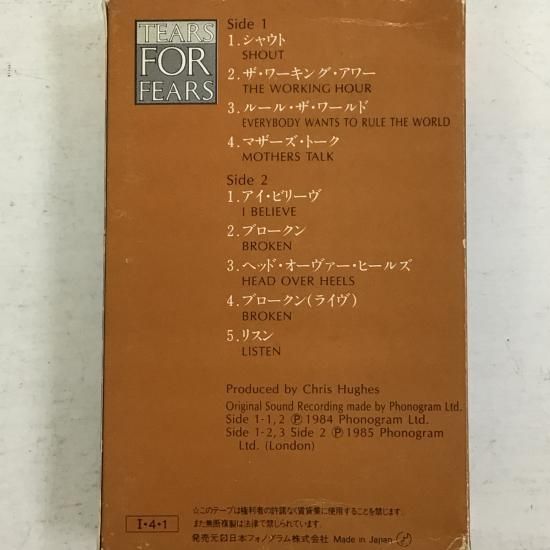 TEARS
FOR
FEARS
Side 1
1.シャウト
SHOUT
2.ザ・ワーキング・アワー
THE WORKING HOUR
3.ルール・ザ・ワールド
EVERYBODY WANTS TO RULE THE WORLD
4.マザーズ・トーク
MOTHERS TALK
Side 2
1.アイ・ビリーヴ
I BELIEVE
2.ブロークン
BROKEN
3.ヘッド・オーヴァー・ヒールズ
HEAD OVER HEELS
4.ブロークン(ライヴ)
BROKEN
5.リスン
LISTEN
Produced by Chris Hughes
Original Sound Recording made by Phonogram Ltd.
Side 1-1,2 Ⓟ 1984 Phonogram Ltd.
Side 1-2,3 Side 2 Ⓟ 1985 Phonogram
Ltd. (London)
I・4・1
☆このテープは権利者の許諾なく賃貸業に使用することを禁じます。
また無断複製は法律で禁じられています。
発売元 日本フォノグラム株式会社 Made in Japan